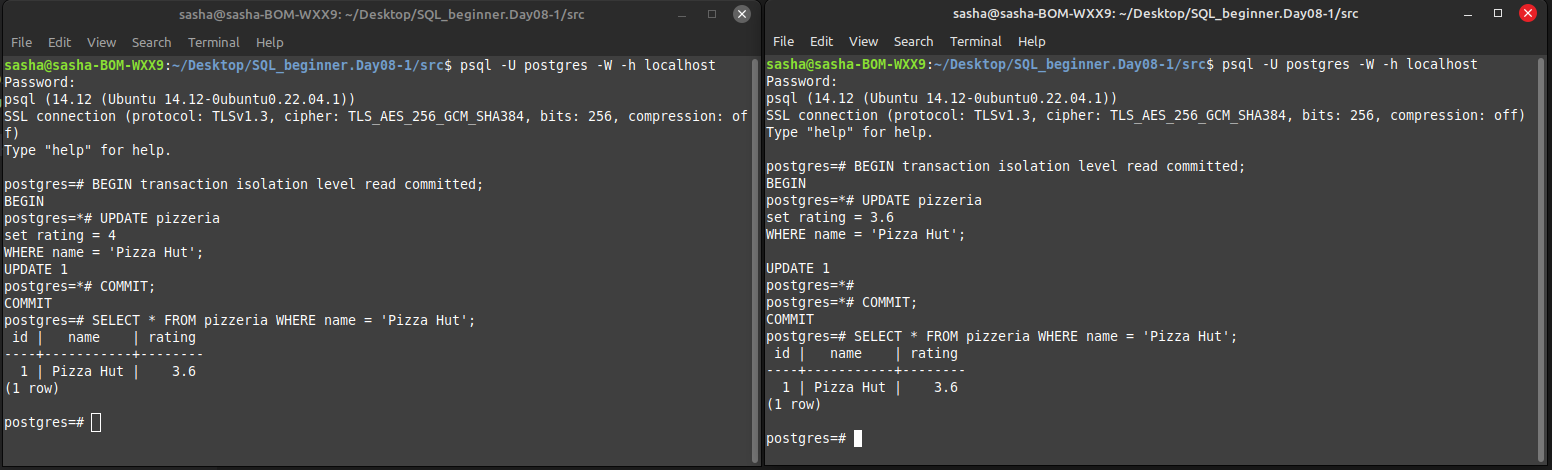 sasha@sasha-BOM-WXX9: ~/Desktop/SQL_beginner.Day08-1/src
File Edit View Search Terminal Help
sasha@sasha-BOM-WXX9:~/Desktop/SQL_beginner.Day08-1/src$ psql -U postgres -W -h localhost
Password:
psql (14.12 (Ubuntu 14.12-0ubuntu0.22.04.1))
SSL connection (protocol: TLSv1.3, cipher: TLS_AES_256_GCM_SHA384, bits: 256, compression: of
f)
Type "help" for help.
postgres=# BEGIN transaction isolation level read committed;
BEGIN
postgres=*# UPDATE pizzeria
set rating = 4
WHERE name = 'Pizza Hut';
UPDATE 1
postgres=*# COMMIT;
COMMIT
postgres=# SELECT * FROM pizzeria WHERE name = 'Pizza Hut';
 id |   name    | rating
----+-----------+--------
  1 | Pizza Hut |    3.6
(1 row)
postgres=#
sasha@sasha-BOM-WXX9: ~/Desktop/SQL_beginner.Day08-1/src
File Edit View Search Terminal Help
sasha@sasha-BOM-WXX9:~/Desktop/SQL_beginner.Day08-1/src$ psql -U postgres -W -h localhost
Password:
psql (14.12 (Ubuntu 14.12-0ubuntu0.22.04.1))
SSL connection (protocol: TLSv1.3, cipher: TLS_AES_256_GCM_SHA384, bits: 256, compression: off)
Type "help" for help.
postgres=# BEGIN transaction isolation level read committed;
BEGIN
postgres=*# UPDATE pizzeria
set rating = 3.6
WHERE name = 'Pizza Hut';
UPDATE 1
postgres=*#
postgres=*# COMMIT;
COMMIT
postgres=# SELECT * FROM pizzeria WHERE name = 'Pizza Hut';
 id |   name    | rating
----+-----------+--------
  1 | Pizza Hut |    3.6
(1 row)
postgres=#